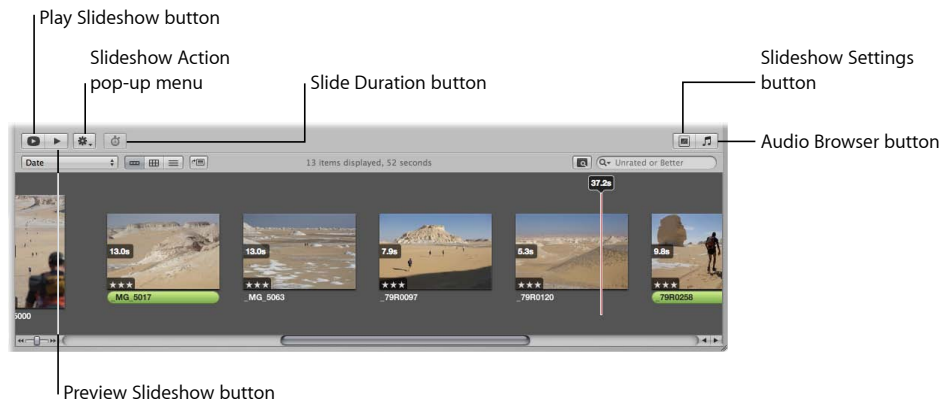 Play Slideshow button
Slideshow Action
pop-up menu
Slide Duration button
Slideshow Settings
button
Audio Browser button
Date
13 items displayed, 52 seconds
Unrated or Better
37.2s
13.0s
13.0s
7.9s
5.3s
9.8s
5000
_MG_5017
_MG_5063
_79R0097
_79R0120
_79R0258
Preview Slideshow button